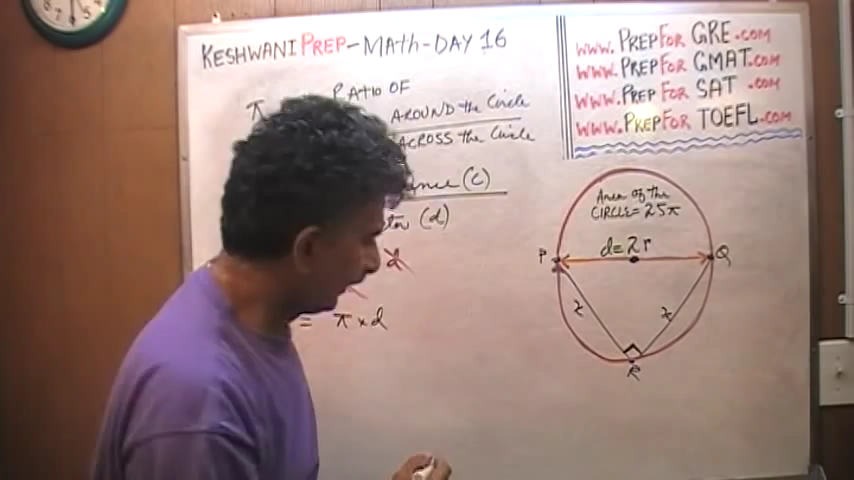 KESHWANI PREP-MATH-DAY 16
π
RATIO OF
AROUND the Circle
ACROSS the Circle
(C)
(d)
d
= π x d
www.PREPFOR GRE.com
www.PREPFOR GMAT.com
www.PREP FOR SAT.com
www.PREPFOR TOEFL.com
Area of the
CIRCLE = 25π
d=2r
P
Q
R